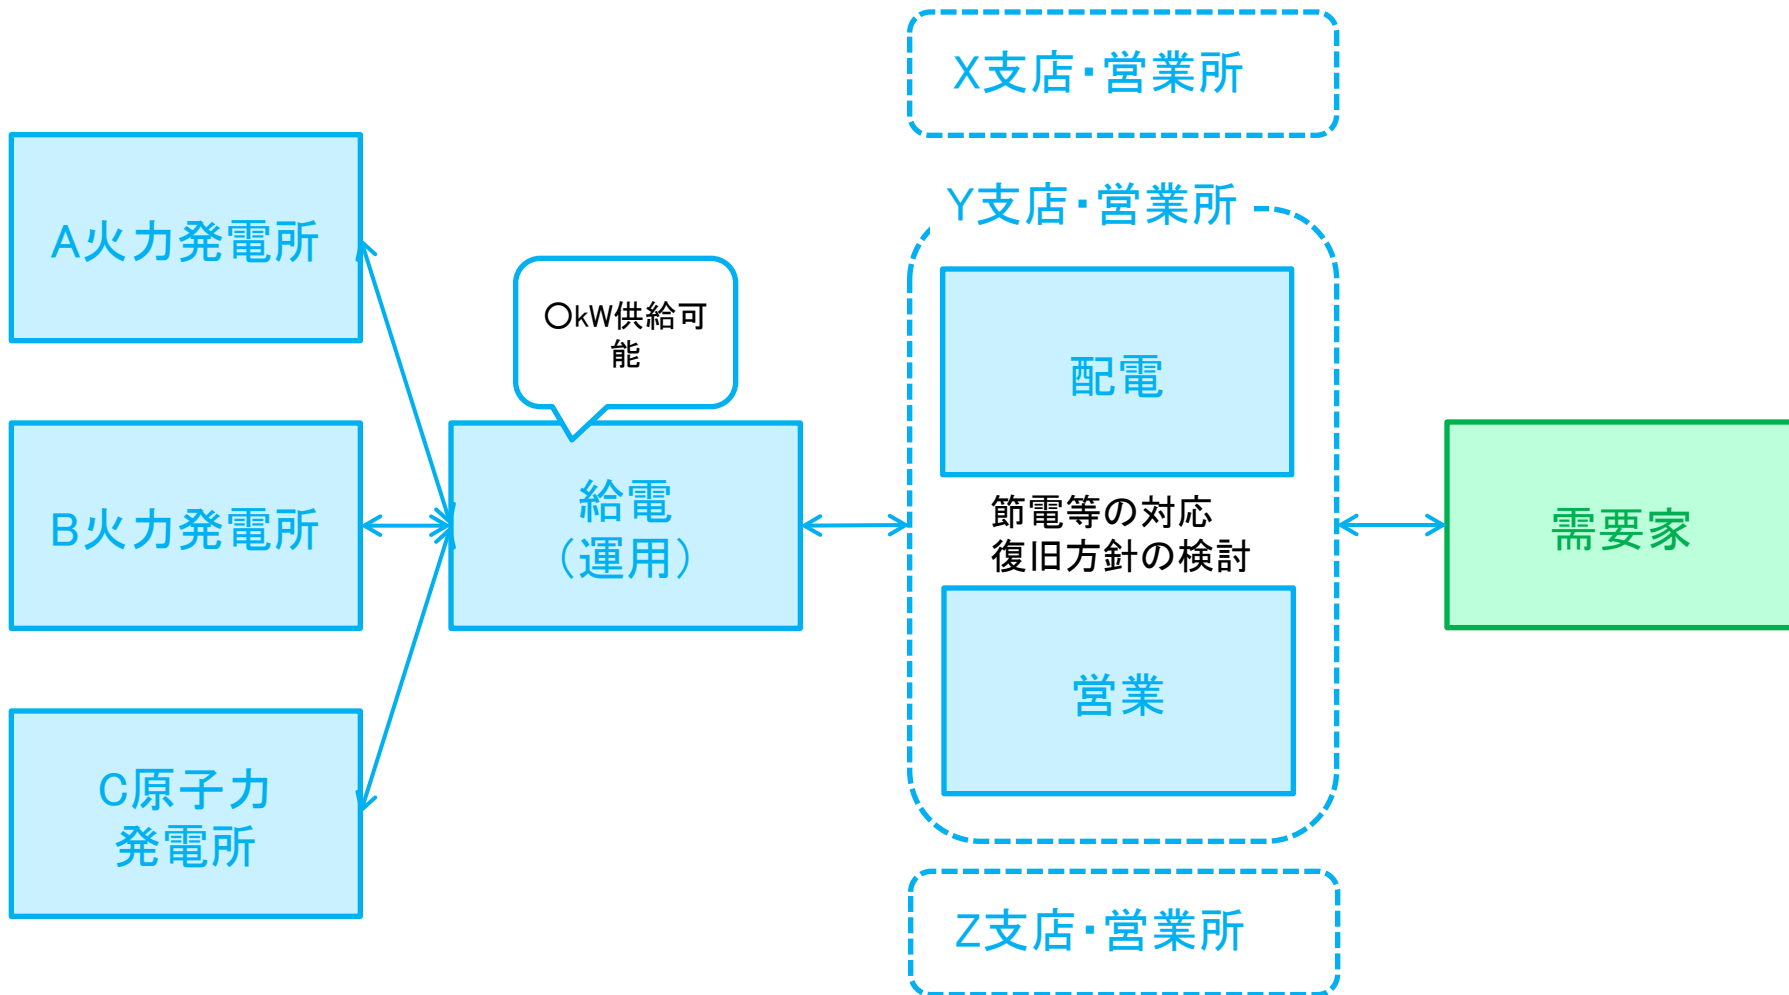 A火力発電所
B火力発電所
C原子力
発電所
〇kW供給可
能
給電
（運用）
X支店・営業所
Y支店・営業所
配電
節電等の対応
復旧方針の検討
営業
Z支店・営業所
需要家